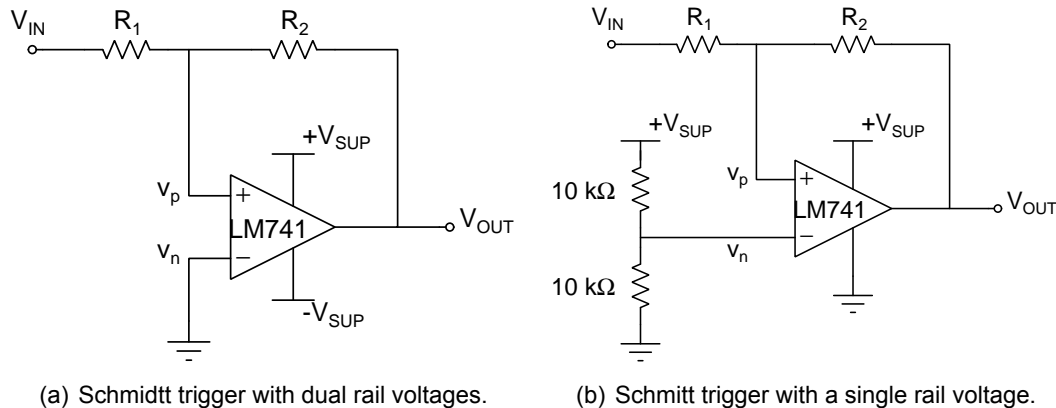 V_IN R_1 R_2
+V_SUP
v_p +
LM741
V_OUT
v_n −
-V_SUP
(a) Schmidtt trigger with dual rail voltages.
V_IN R_1 R_2
+V_SUP +V_SUP
10 kΩ
v_p +
LM741
V_OUT
v_n −
10 kΩ
(b) Schmitt trigger with a single rail voltage.